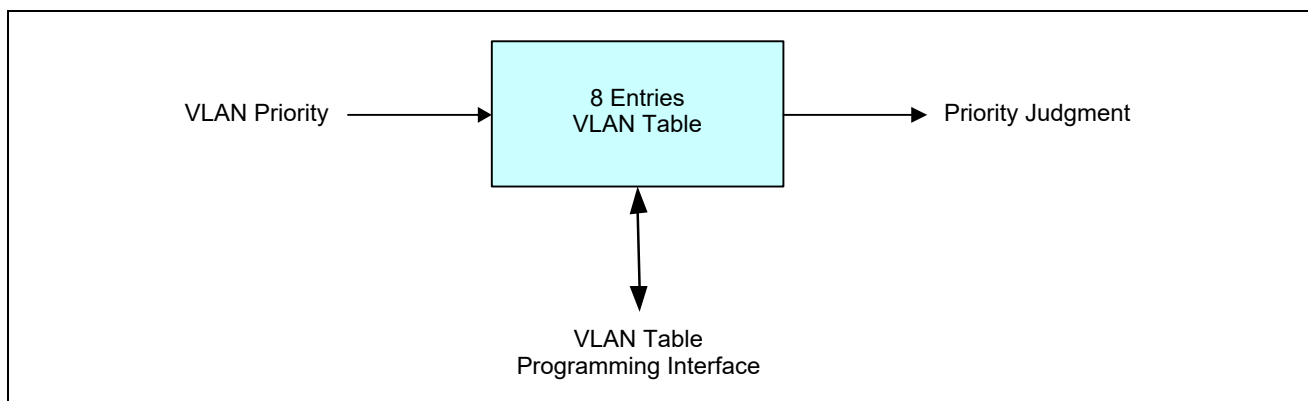 VLAN Priority
8 Entries
VLAN Table
Priority Judgment
VLAN Table
Programming Interface